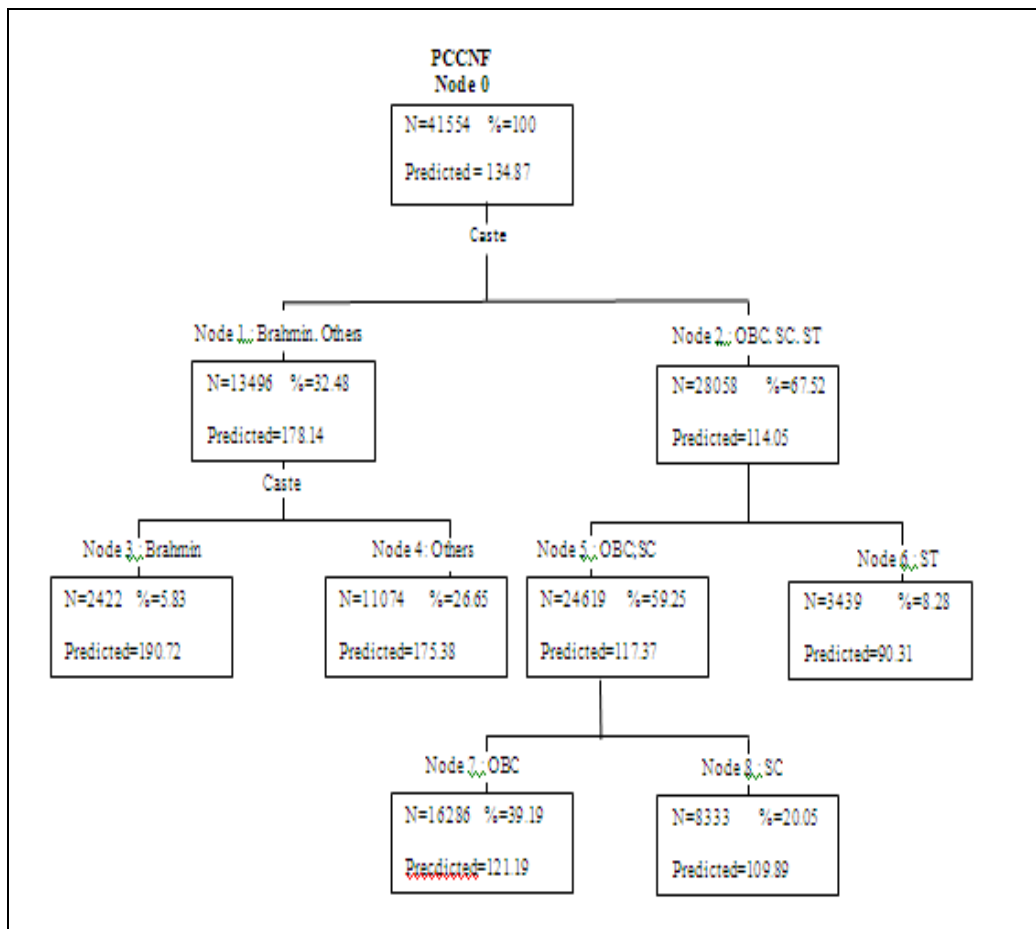 PCCNF
Node 0
N=41554 %=100
Predicted = 134.87
Caste
Node 1 : Brahmin. Others
Node 2 : OBC. SC. ST
N=13496 %=32.48
Predicted=178.14
N=28058 %=67.52
Predicted=114.05
Caste
Node 3 : Brahmin
Node 4: Others
Node 5 : OBC;SC
Node 6 : ST
N=2422 %=5.83
Predicted=190.72
N=11074 %=26.65
Predicted=175.38
N=24619 %=59.25
Predicted=117.37
N=3439 %=8.28
Predicted=90.31
Node 7 : OBC
Node 8 : SC
N=16286 %=39.19
Precdicted=121.19
N=8333 %=20.05
Predicted=109.89